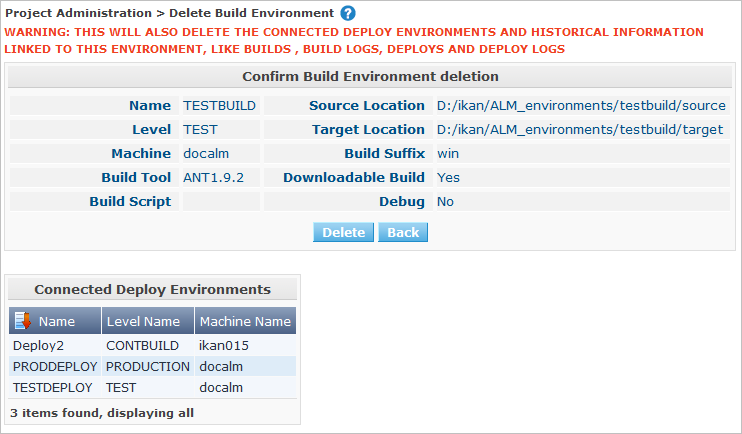 Project Administration > Delete Build Environment ?
WARNING: THIS WILL ALSO DELETE THE CONNECTED DEPLOY ENVIRONMENTS AND HISTORICAL INFORMATION
LINKED TO THIS ENVIRONMENT, LIKE BUILDS , BUILD LOGS, DEPLOYS AND DEPLOY LOGS
Confirm Build Environment deletion
Name TESTBUILD Source Location D:/ikan/ALM_environments/testbuild/source
Level TEST Target Location D:/ikan/ALM_environments/testbuild/target
Machine docalm Build Suffix win
Build Tool ANT1.9.2 Downloadable Build Yes
Build Script Debug No
Delete Back
Connected Deploy Environments
Name Level Name Machine Name
Deploy2 CONTBUILD ikan015
PRODDEPLOY PRODUCTION docalm
TESTDEPLOY TEST docalm
3 items found, displaying all